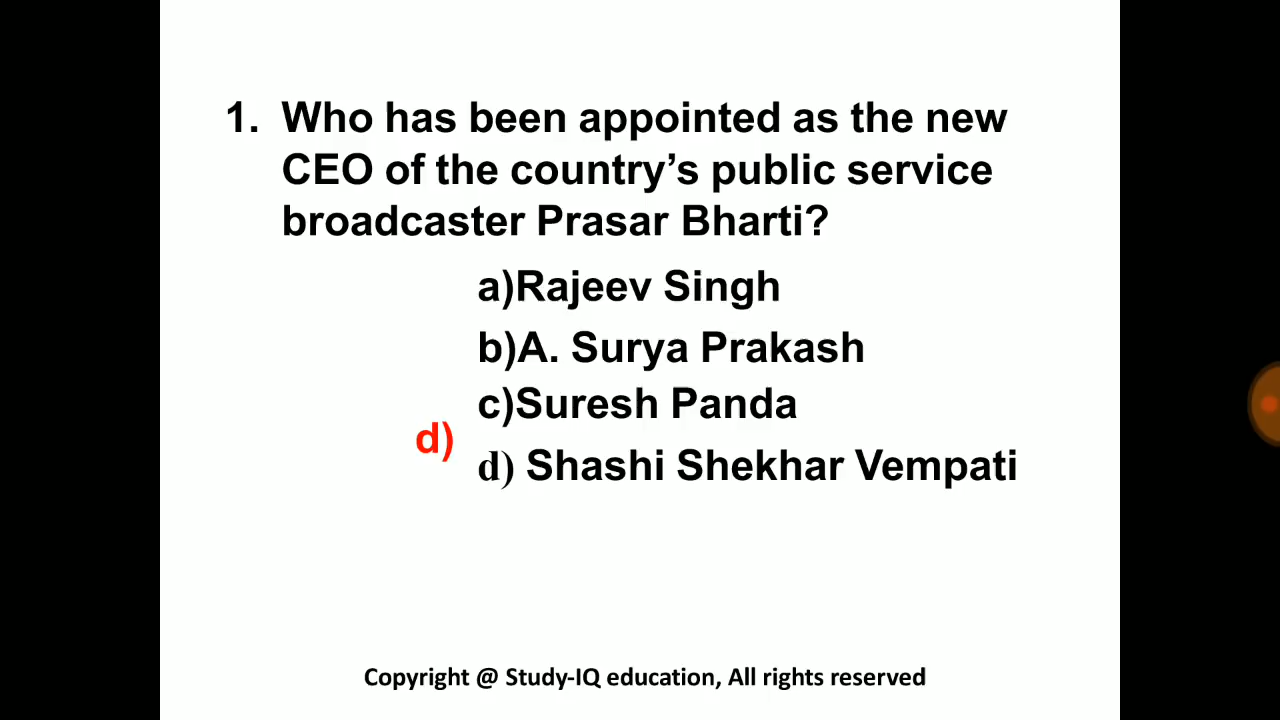 1. Who has been appointed as the new
CEO of the country’s public service
broadcaster Prasar Bharti?
a)Rajeev Singh
b)A. Surya Prakash
c)Suresh Panda
d)
d) Shashi Shekhar Vempati
Copyright @ Study-IQ education, All rights reserved